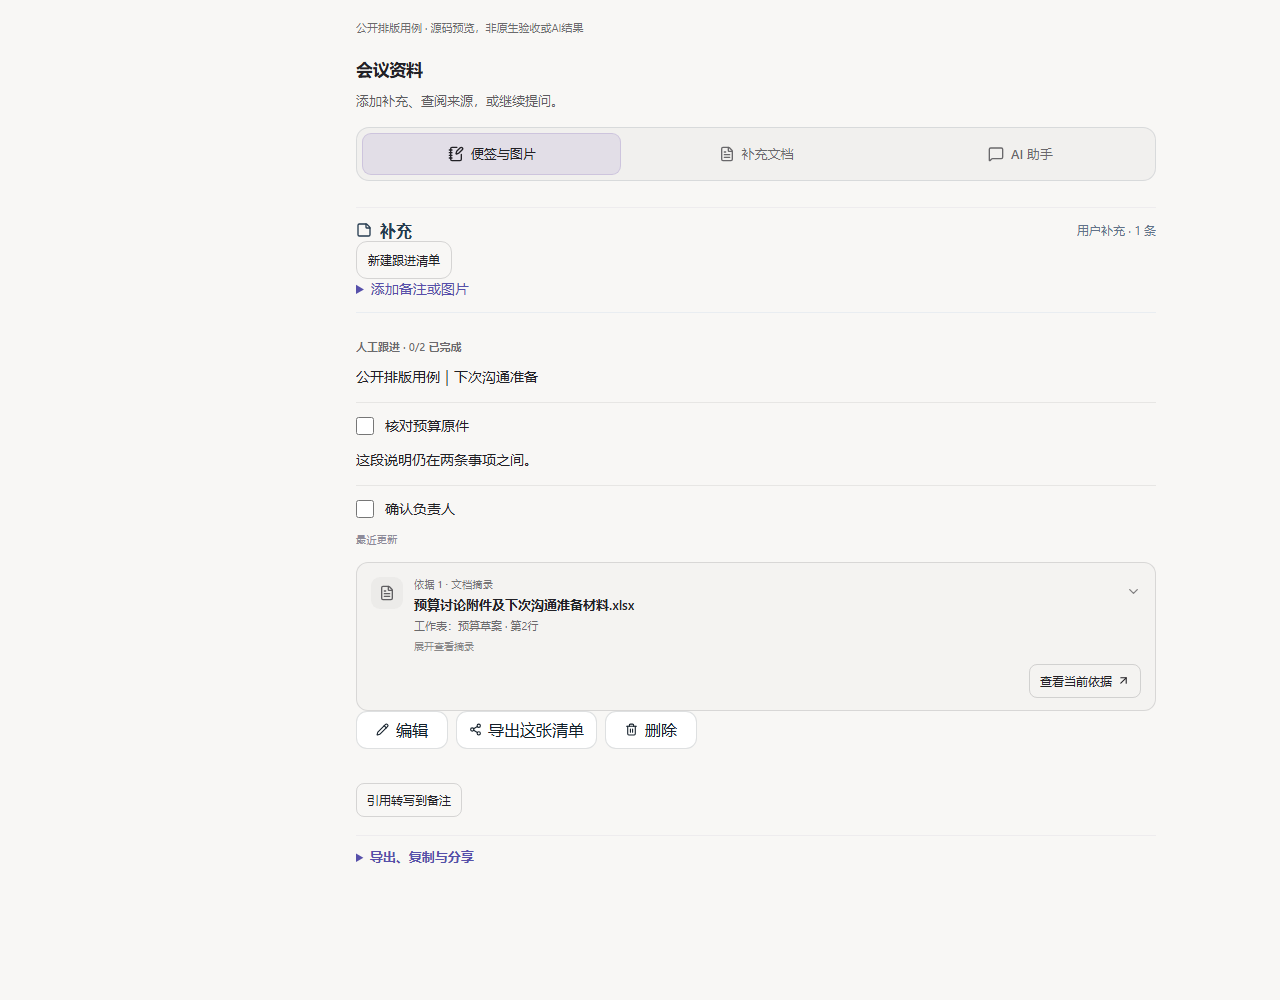 公开排版用例 · 源码预览，非原生验收或AI结果
会议资料
添加补充、查阅来源，或继续提问。
便签与图片
补充文档
AI 助手
补充
用户补充 · 1 条
新建跟进清单
添加备注或图片
人工跟进 · 0/2 已完成
公开排版用例｜下次沟通准备
核对预算原件
这段说明仍在两条事项之间。
确认负责人
最近更新
依据 1 · 文档摘录
预算讨论附件及下次沟通准备材料.xlsx
工作表：预算草案 · 第2行
展开查看摘录
查看当前依据
编辑
导出这张清单
删除
引用转写到备注
导出、复制与分享